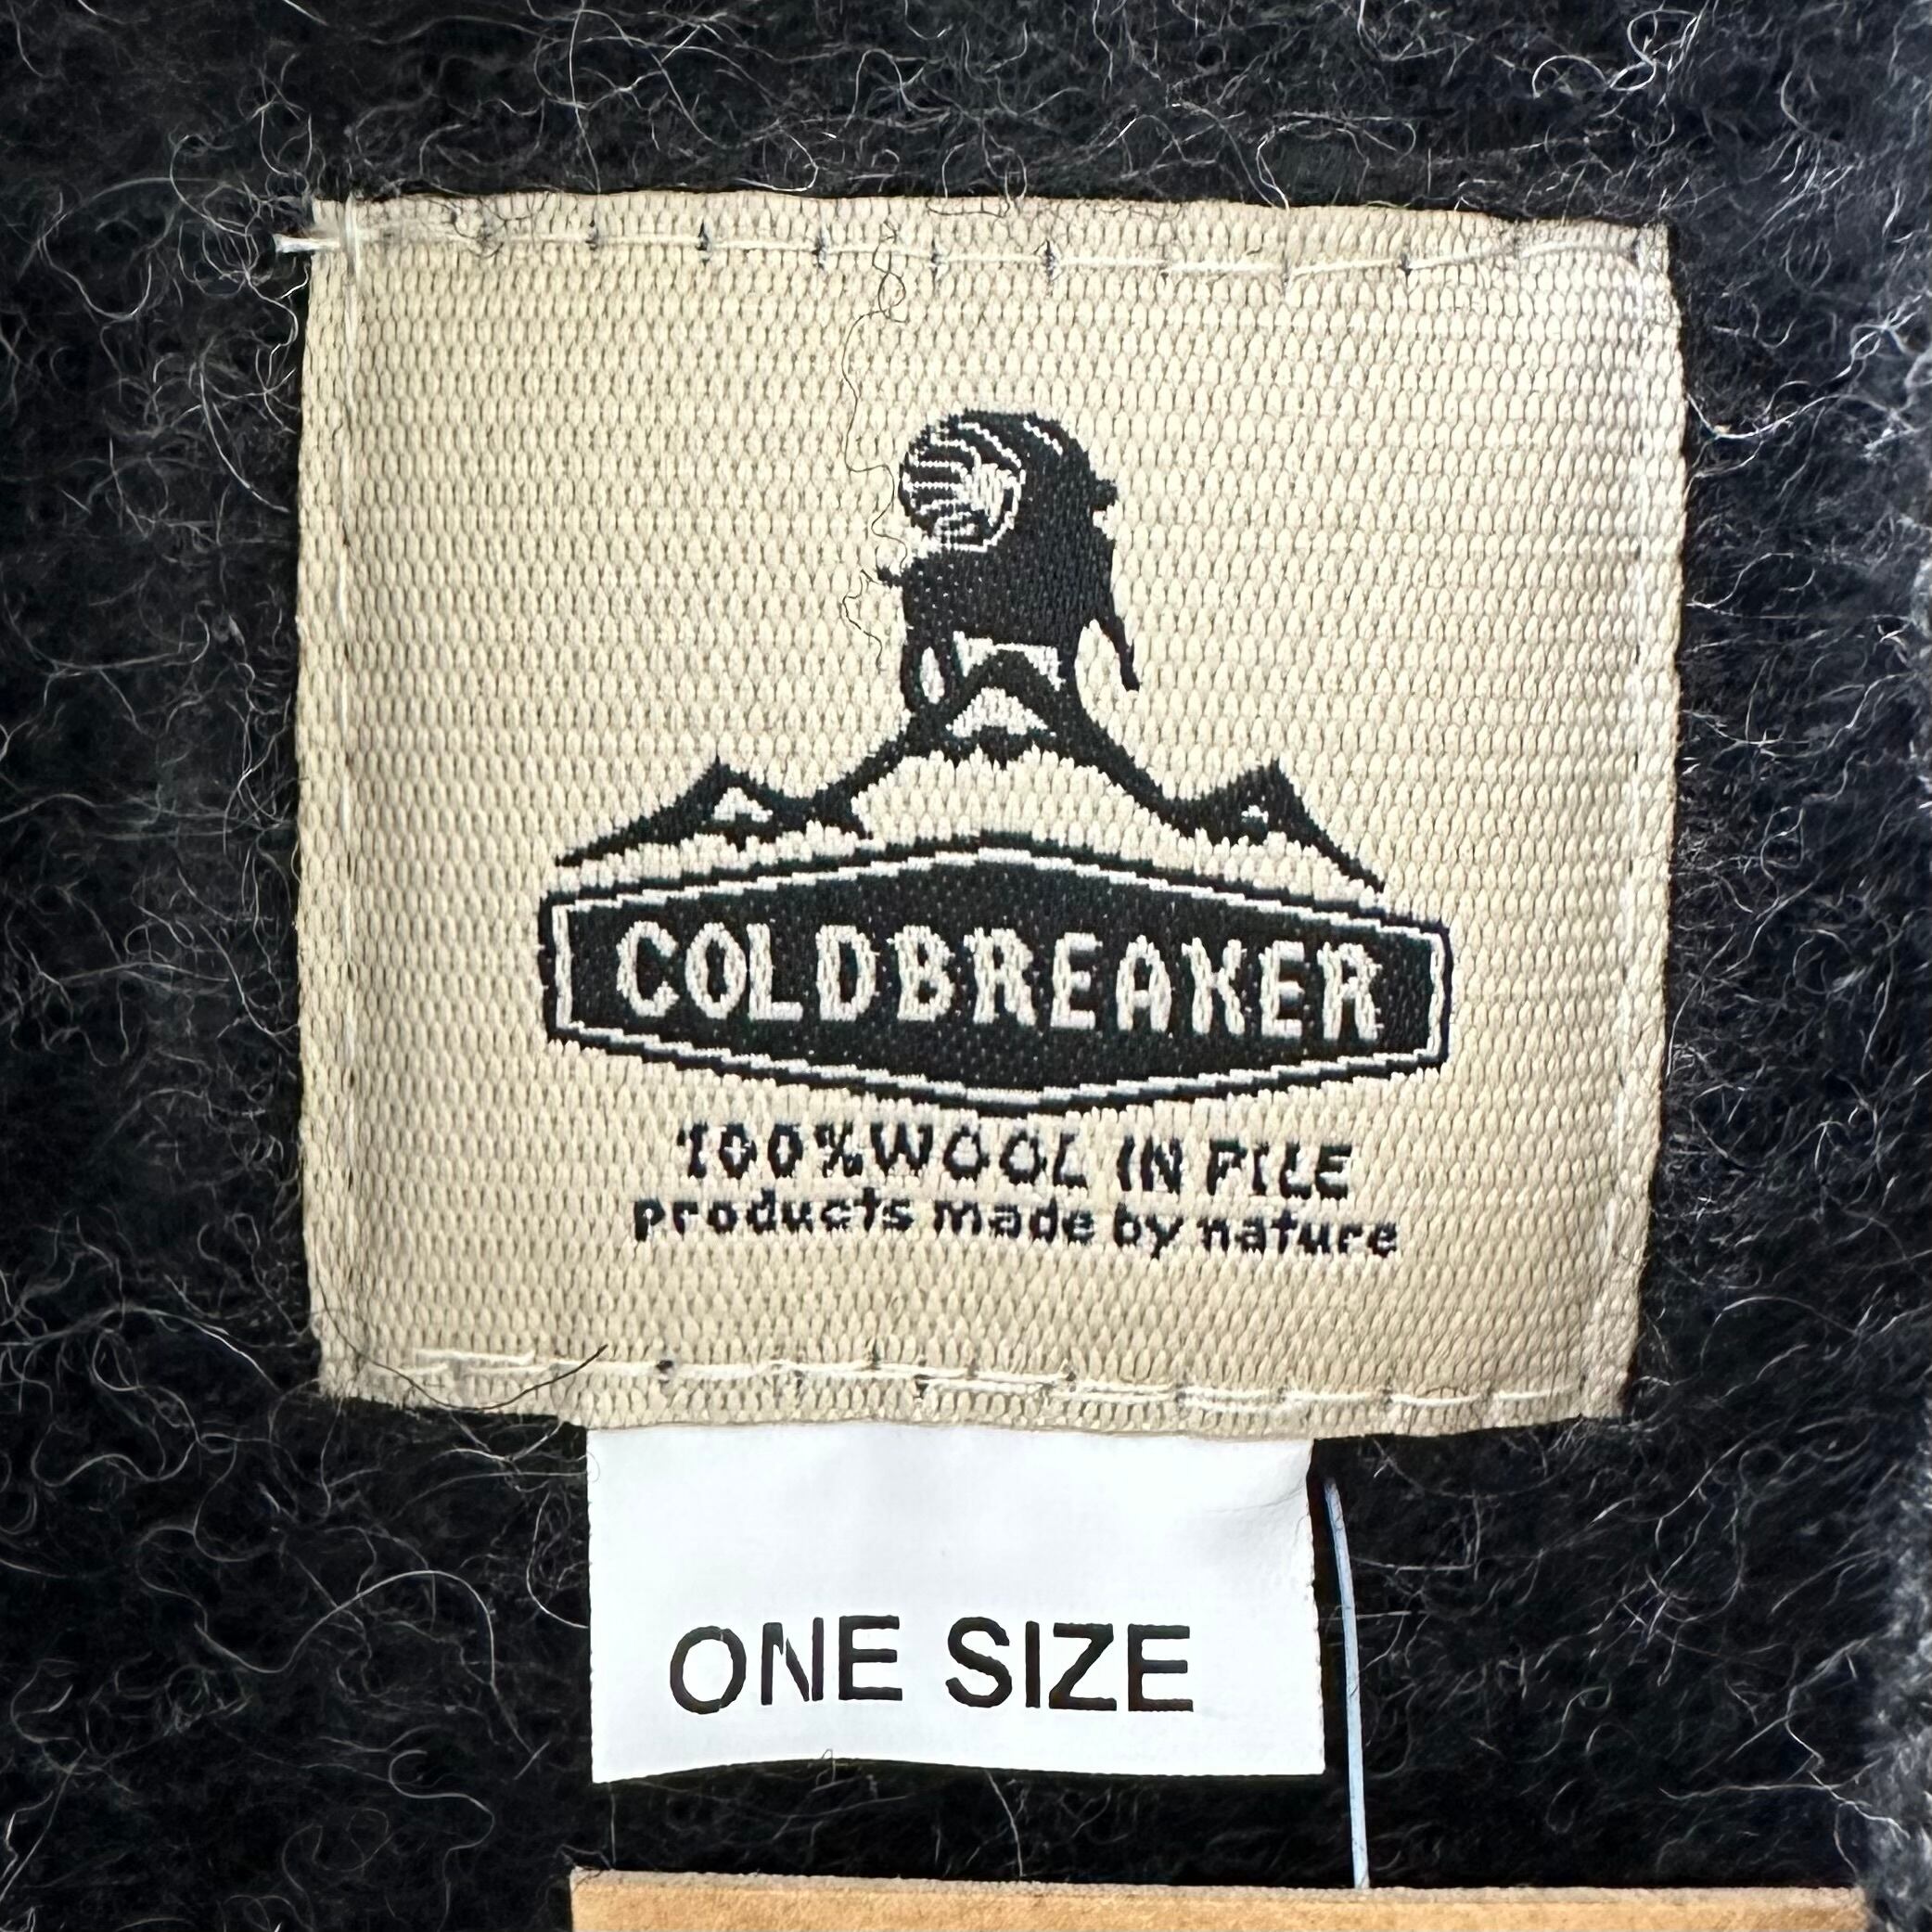 COLDBREAKER
100%WOOL IN PILE
products made by nature
ONE SIZE